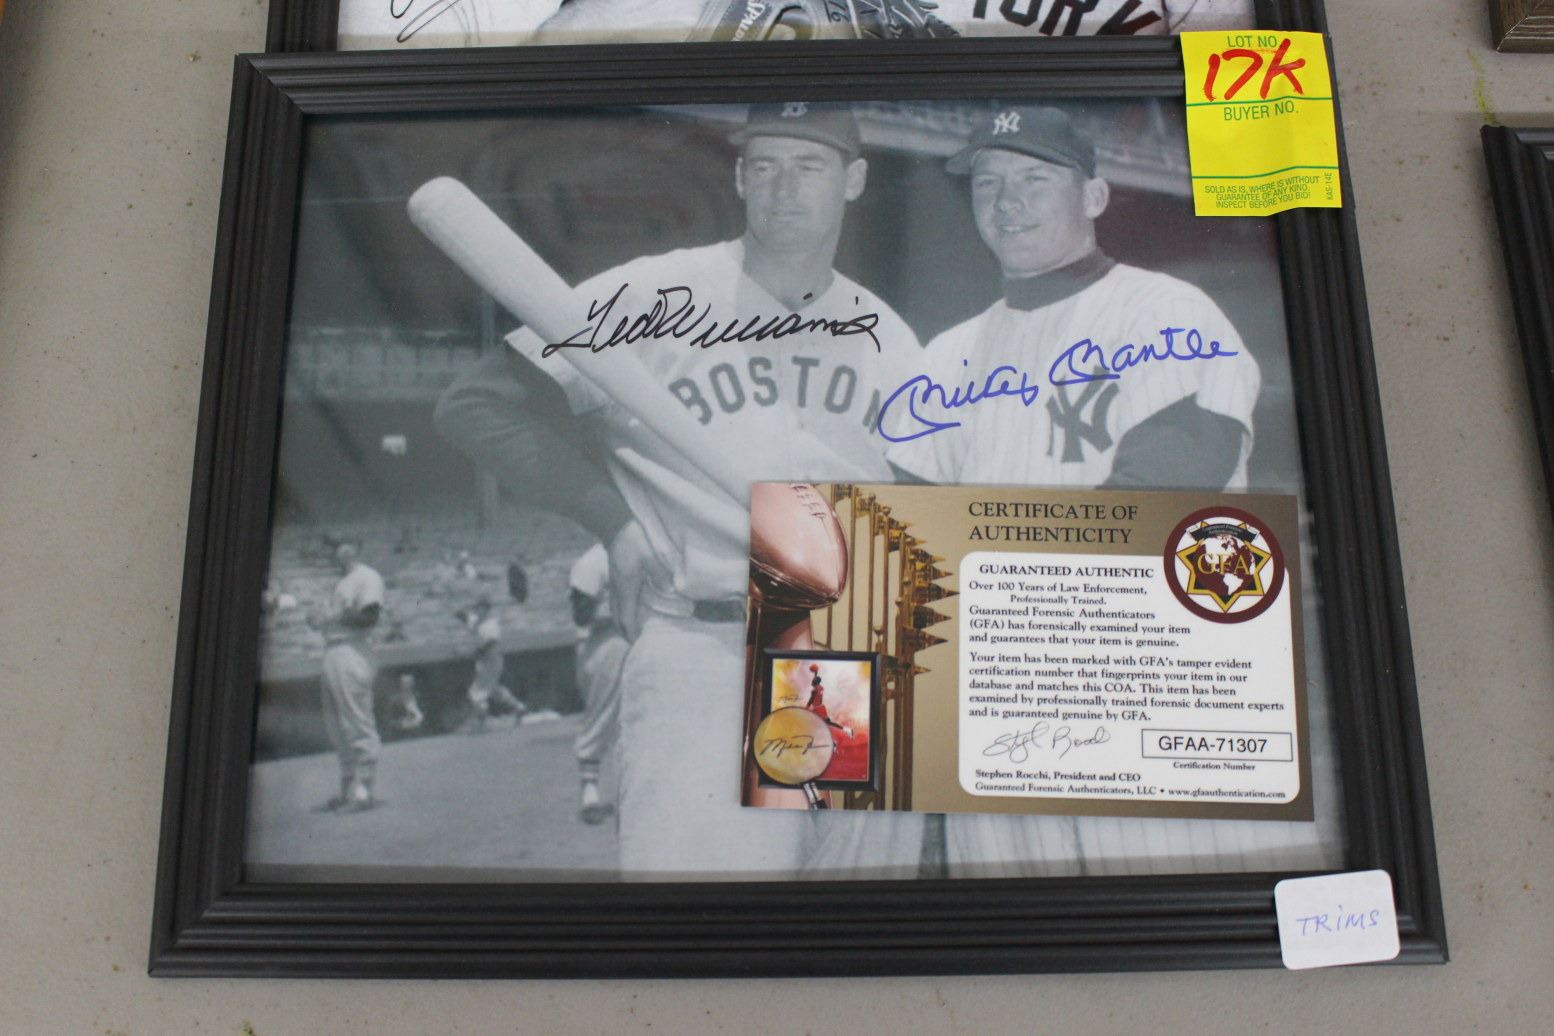 YORK
LOT NO.
17K
BUYER NO.
SOLD AS IS, WHERE IS WITHOUT
GUARANTEE OF ANY KIND.
INSPECT BEFORE YOU BID!
KAS-14E
B
NY
Ted Williams
Mickey Mantle
BOSTON
NY
CERTIFICATE OF
AUTHENTICITY
GFA
GUARANTEED AUTHENTIC
Over 100 Years of Law Enforcement,
Professionally Trained.
Guaranteed Forensic Authenticators
(GFA) has forensically examined your item
and guarantees that your item is genuine.
Your item has been marked with GFA's tamper evident
certification number that fingerprints your item in our
database and matches this COA. This item has been
examined by professionally trained forensic document experts
and is guaranteed genuine by GFA.
GFAA-71307
Certification Number
Stephen Rocchi, President and CEO
Guaranteed Forensic Authenticators, LLC • www.gfaauthentication.com
TRIMS